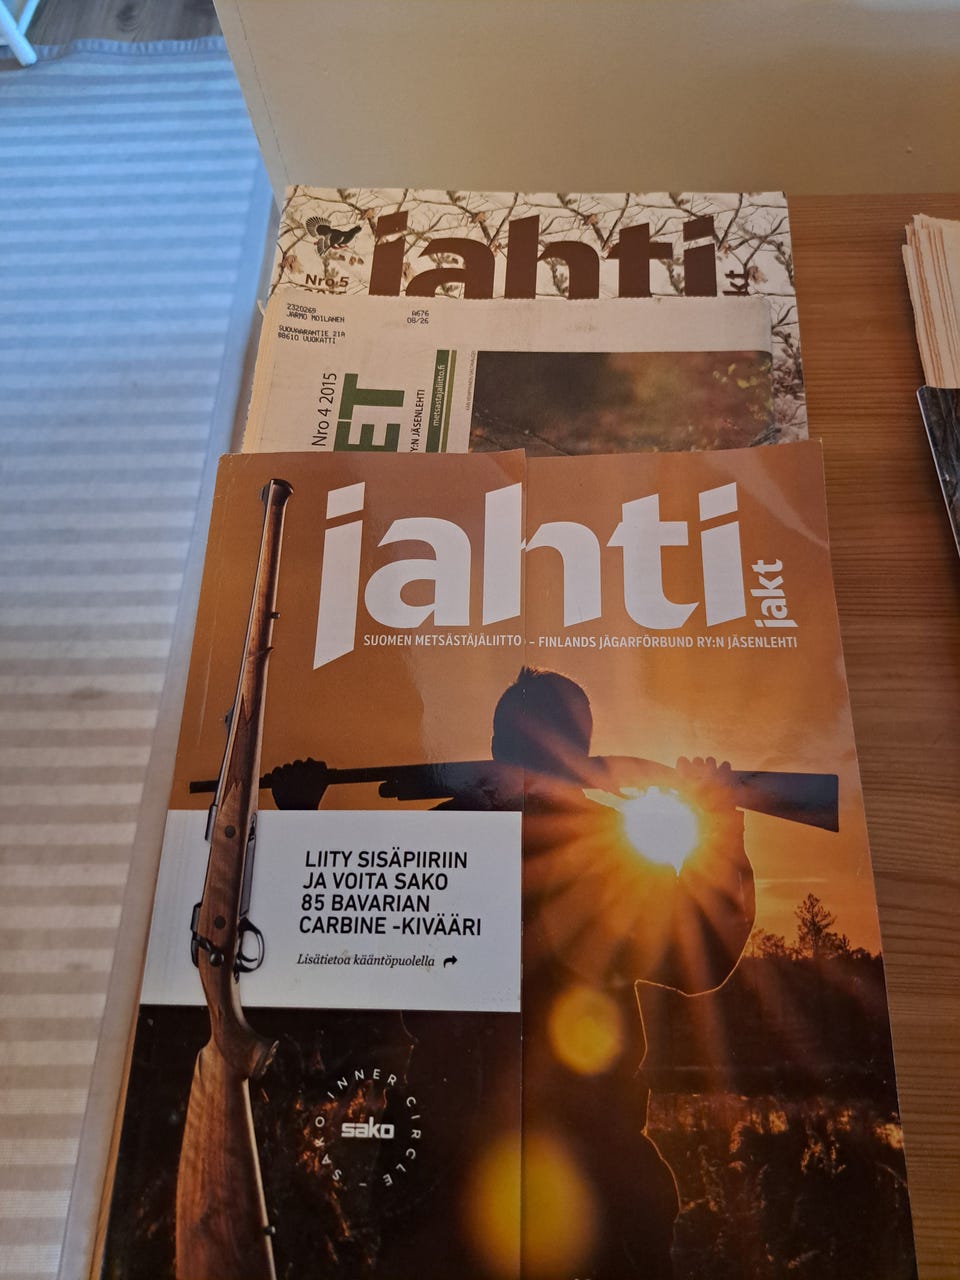 jahti
jakt
Nro 5
2320269
JARMO MOILANEN
SUOVAARANTIE 21A
88610 VUOKATTI
A676
08/26
Nro 4 2015
ET
RY:N JÄSENLEHTI
metsastajaliitto.fi
jahti
jakt
SUOMEN METSÄSTÄJÄLIITTO - FINLANDS JÄGARFÖRBUND RY:N JÄSENLEHTI
LIITY SISÄPIIRIIN
JA VOITA SAKO
85 BAVARIAN
CARBINE -KIVÄÄRI
Lisätietoa kääntöpuolella
SAKO INNER CIRCLE |
sako